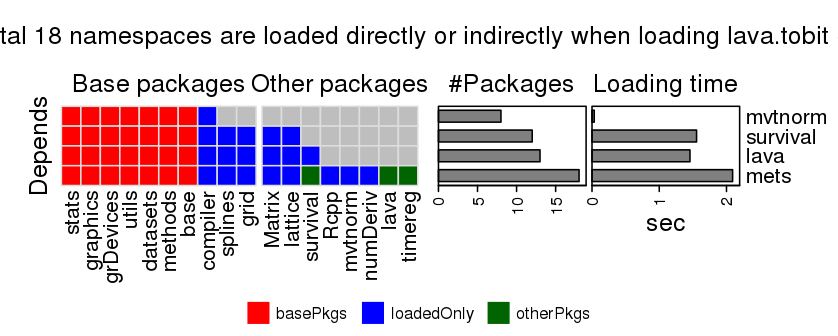 tal 18 namespaces are loaded directly or indirectly when loading lava.tobit
Base packages Other packages #Packages Loading time
Depends
mvtnorm
survival
lava
mets
stats
graphics
grDevices
utils
datasets
methods
base
compiler
splines
grid
Matrix
lattice
survival
Rcpp
mvtnorm
numDeriv
lava
timereg
0 5 10 15
0 1 2
sec
basePkgs loadedOnly otherPkgs